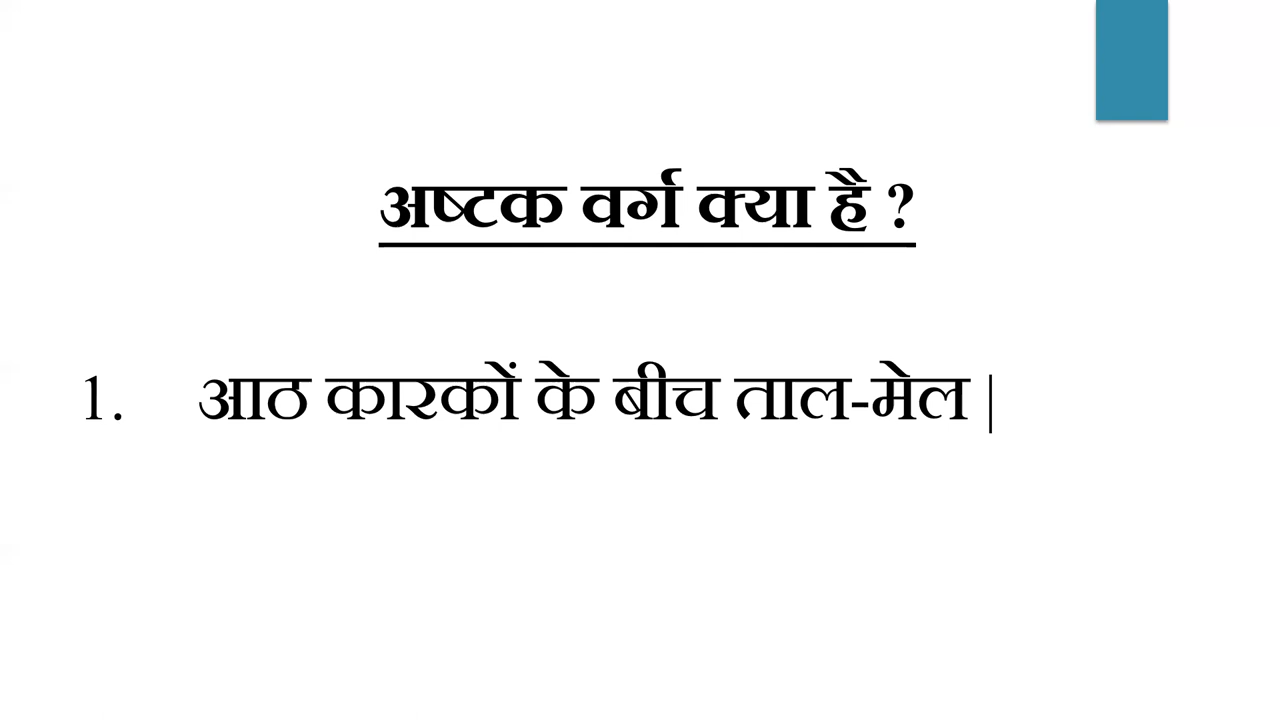 अष्टक वर्ग क्या है ?
1. आठ कारकों के बीच ताल-मेल |